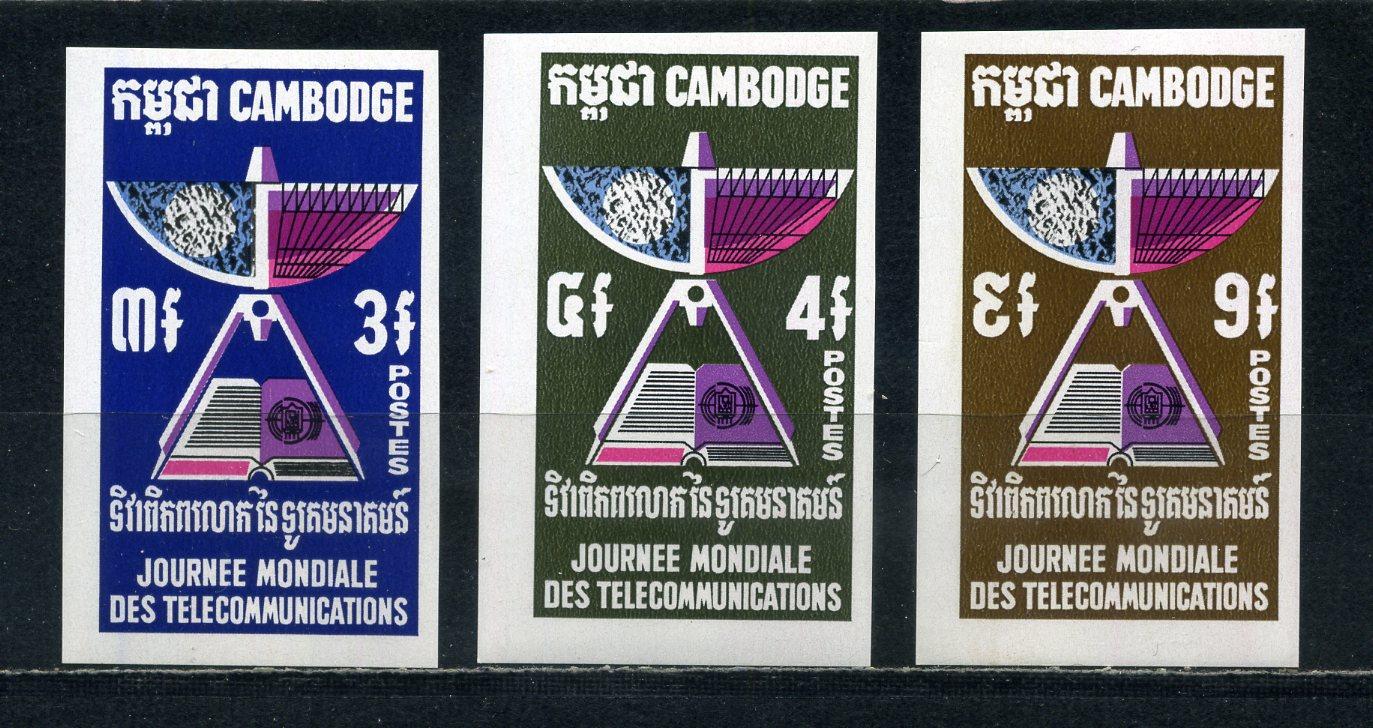 កម្ពុជា CAMBODGE
៣f 3f
POSTES
ទិវាពិភពលោកនៃទូរគមនាគមន៍
JOURNEE MONDIALE
DES TELECOMMUNICATIONS
កម្ពុជា CAMBODGE
៤f 4f
POSTES
ទិវាពិភពលោកនៃទូរគមនាគមន៍
JOURNEE MONDIALE
DES TELECOMMUNICATIONS
កម្ពុជា CAMBODGE
៩f 9f
POSTES
ទិវាពិភពលោកនៃទូរគមនាគមន៍
JOURNEE MONDIALE
DES TELECOMMUNICATIONS